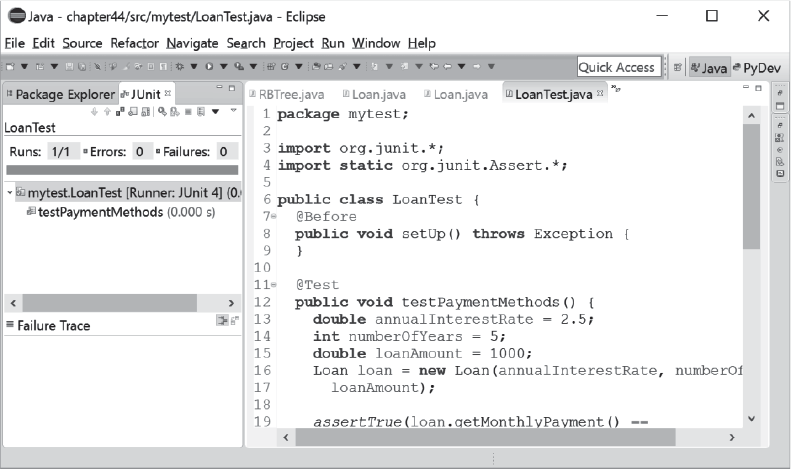 Java - chapter44/src/mytest/LoanTest.java - Eclipse
File Edit Source Refactor Navigate Search Project Run Window Help
Quick Access
Java
PyDev
Package Explorer
JUnit
LoanTest
Runs: 1/1 Errors: 0 Failures: 0
mytest.LoanTest [Runner: JUnit 4] (0.
testPaymentMethods (0.000 s)
Failure Trace
RBTree.java Loan.java Loan.java LoanTest.java
1 package mytest;
2
3 import org.junit.*;
4 import static org.junit.Assert.*;
5
6 public class LoanTest {
7 @Before
8 public void setUp() throws Exception {
9 }
10
11 @Test
12 public void testPaymentMethods() {
13 double annualInterestRate = 2.5;
14 int numberOfYears = 5;
15 double loanAmount = 1000;
16 Loan loan = new Loan(annualInterestRate, numberOf
17 loanAmount);
18
19 assertTrue(loan.getMonthlyPayment() ==